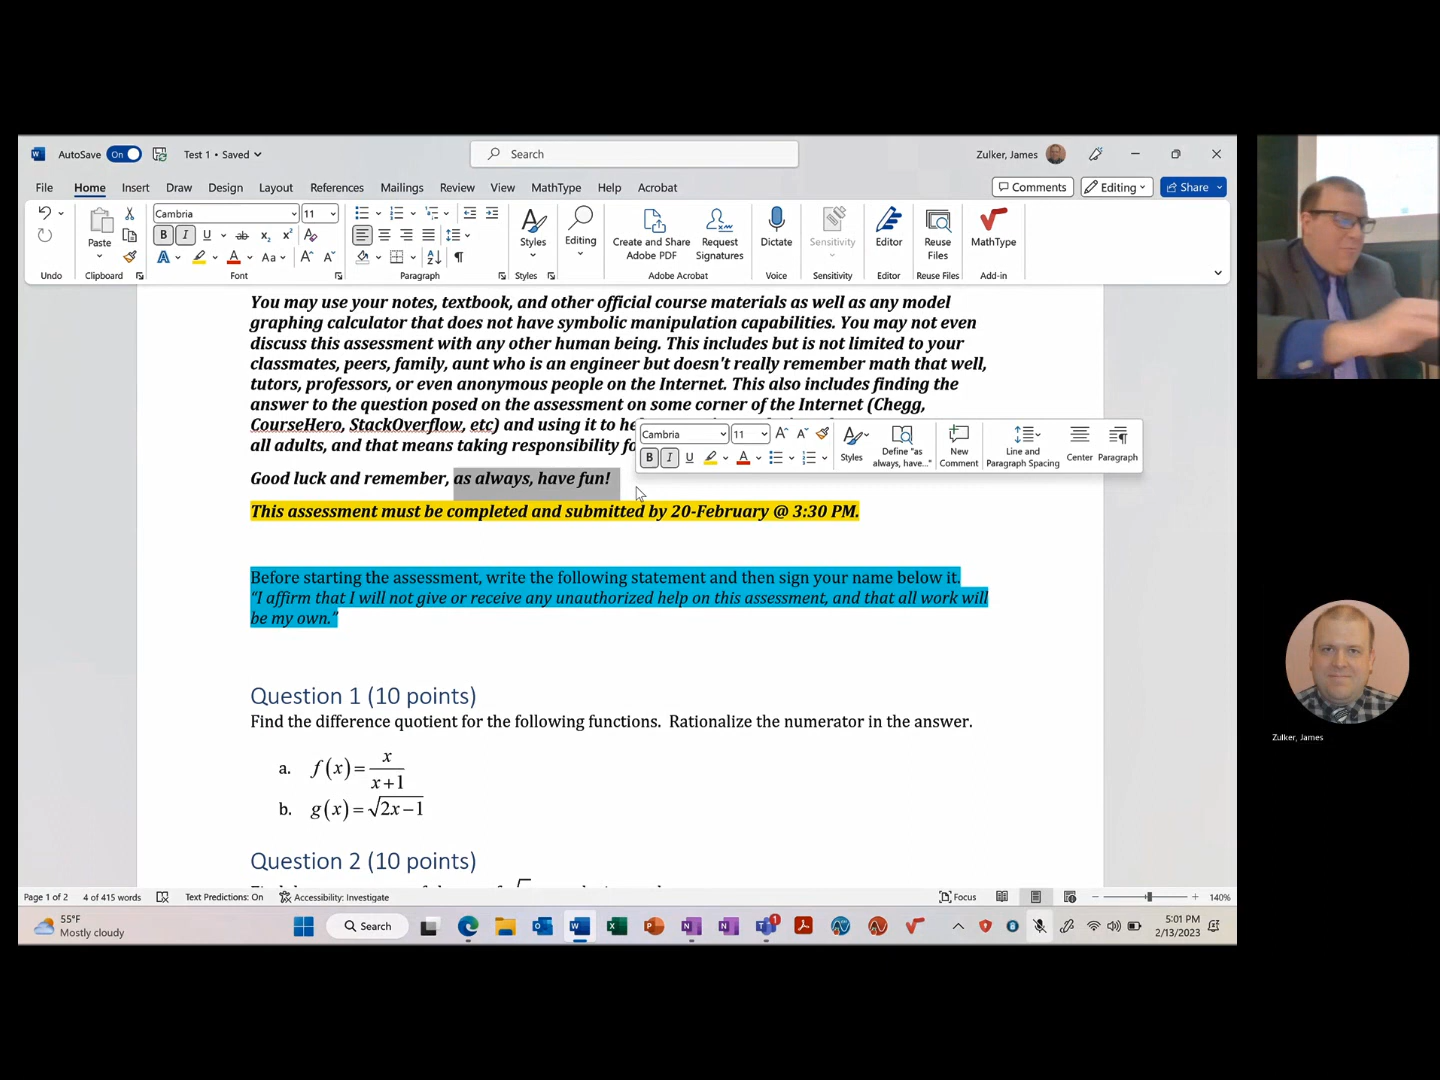 AutoSave On Test 1 • Saved
Search
Zulker, James
File Home Insert Draw Design Layout References Mailings Review View MathType Help Acrobat
Comments Editing Share
Cambria 11
Paste
Styles
Editing
Create and Share Adobe PDF
Request Signatures
Dictate
Sensitivity
Editor
Reuse Files
MathType
Undo Clipboard Font Paragraph Styles Adobe Acrobat Voice Sensitivity Editor Reuse Files Add-in
You may use your notes, textbook, and other official course materials as well as any model
graphing calculator that does not have symbolic manipulation capabilities. You may not even
discuss this assessment with any other human being. This includes but is not limited to your
classmates, peers, family, aunt who is an engineer but doesn't really remember math that well,
tutors, professors, or even anonymous people on the Internet. This also includes finding the
answer to the question posed on the assessment on some corner of the Internet (Chegg,
CourseHero, StackOverflow, etc) and using it to
all adults, and that means taking responsibility
Cambria 11
Styles
Define "as always, have..."
New Comment
Line and Paragraph Spacing
Center
Paragraph
Good luck and remember, as always, have fun!
This assessment must be completed and submitted by 20-February @ 3:30 PM.
Before starting the assessment, write the following statement and then sign your name below it.
“I affirm that I will not give or receive any unauthorized help on this assessment, and that all work will
be my own.”
Question 1 (10 points)
Find the difference quotient for the following functions. Rationalize the numerator in the answer.
a. f(x) = x/(x+1)
b. g(x) = √(2x−1)
Question 2 (10 points)
Page 1 of 2 4 of 415 words Text Predictions: On Accessibility: Investigate Focus 140%
55°F
Mostly cloudy
Search
5:01 PM
2/13/2023
Zulker, James